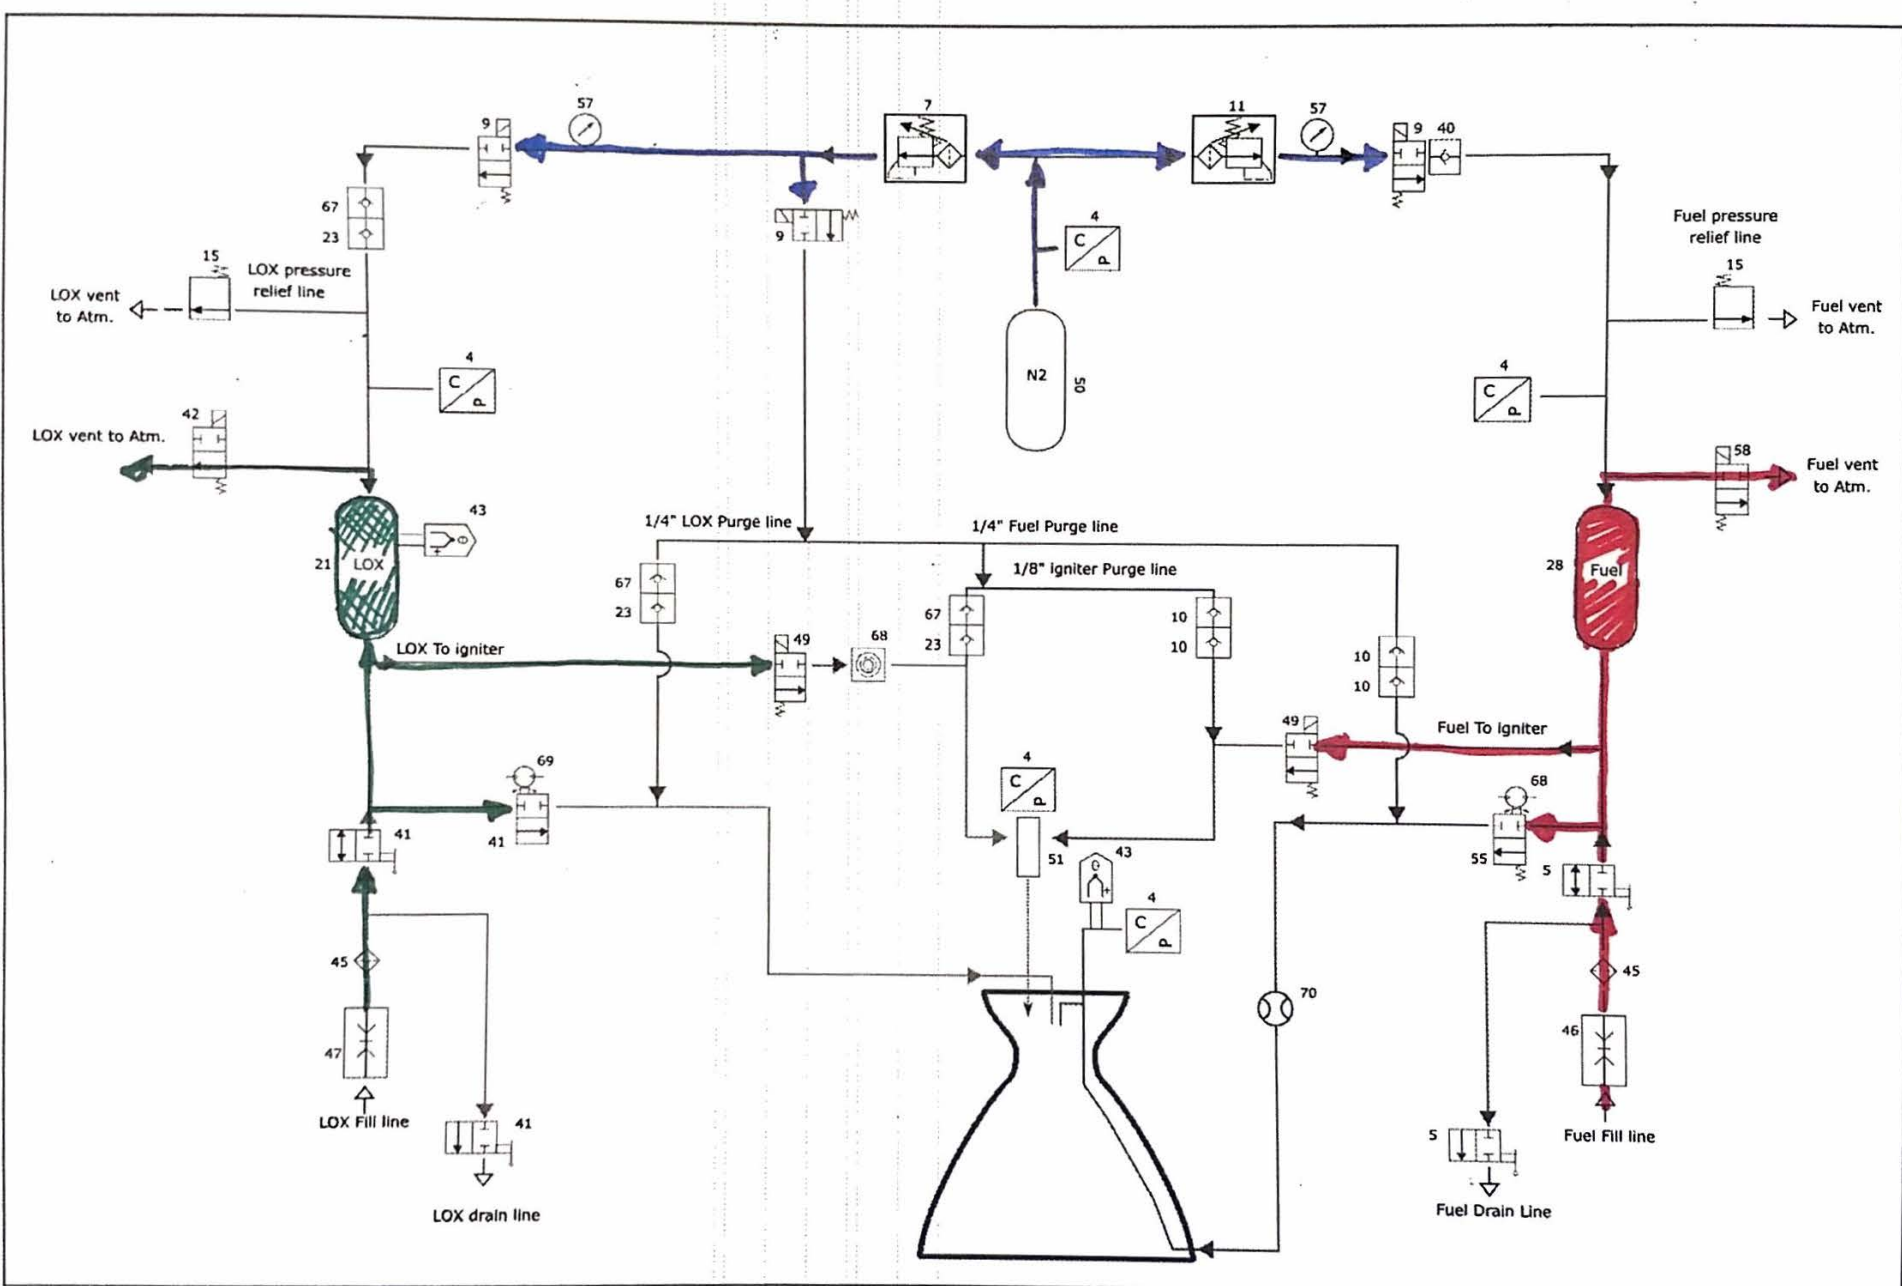 57
7
11
57
9
40
9
67
23
4
C
P
9
Fuel pressure
relief line
15
LOX pressure
relief line
15
LOX vent
to Atm.
Fuel vent
to Atm.
N2
50
4
C
P
4
C
P
42
LOX vent to Atm.
58
Fuel vent
to Atm.
43
θ
+
21
LOX
1/4" LOX Purge line
1/4" Fuel Purge line
1/8" igniter Purge line
28
Fuel
67
23
67
23
10
10
10
10
LOX To igniter
49
68
49
Fuel To igniter
4
C
P
69
41
41
68
55
5
51
43
θ
+
4
C
P
45
45
70
47
46
LOX Fill line
41
5
Fuel Fill line
LOX drain line
Fuel Drain Line